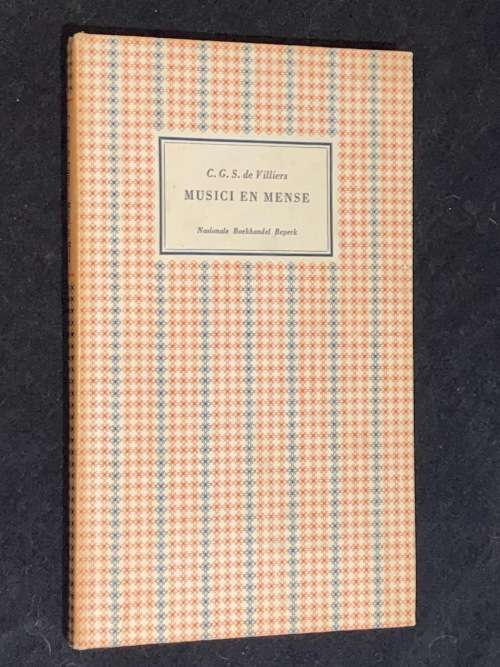 C. G. S. de Villiers
MUSICI EN MENSE
Nasionale Boekhandel Beperk